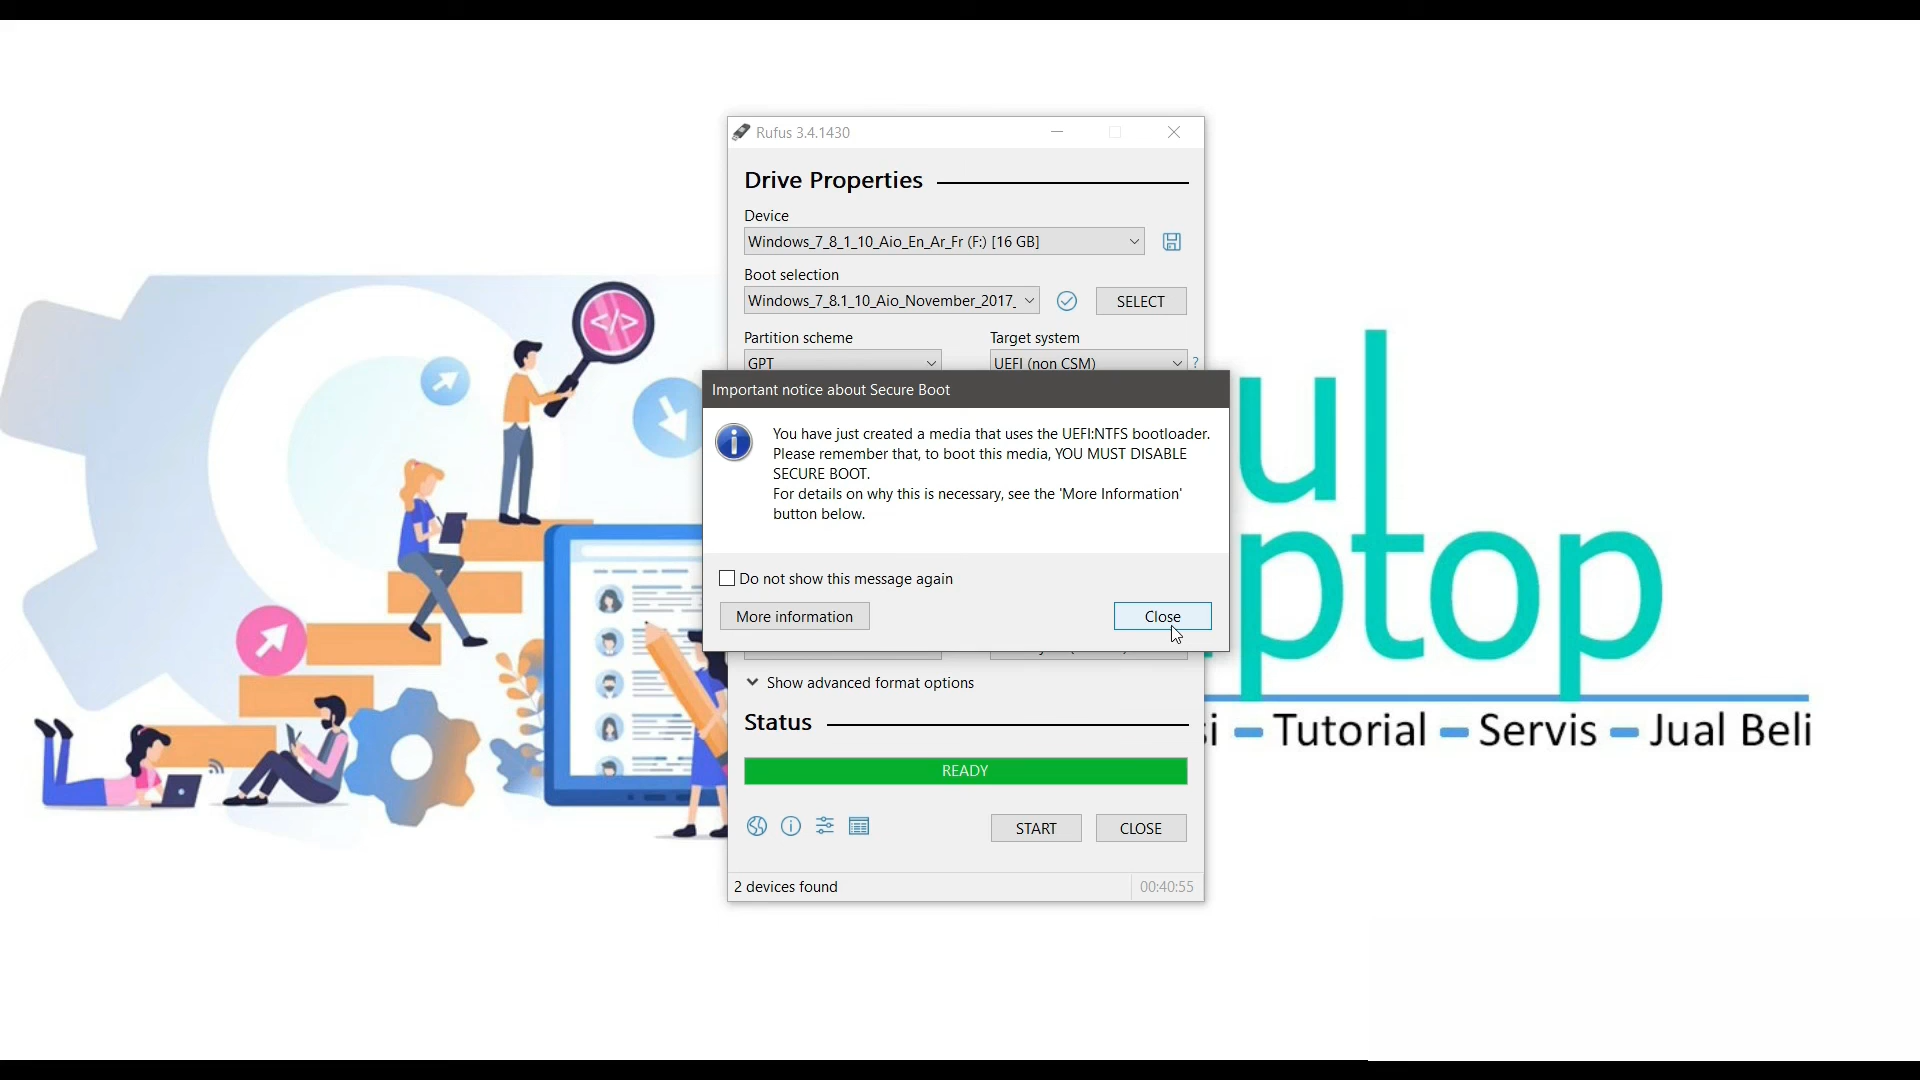 Rufus 3.4.1430
Drive Properties
Device
Windows_7_8_1_10_Aio_En_Ar_Fr (F:) [16 GB]
Boot selection
Windows_7_8.1_10_Aio_November_2017_
SELECT
Partition scheme
Target system
GPT
UEFI (non CSM)
?
Important notice about Secure Boot
You have just created a media that uses the UEFI:NTFS bootloader.
Please remember that, to boot this media, YOU MUST DISABLE
SECURE BOOT.
For details on why this is necessary, see the 'More Information'
button below.
Do not show this message again
More information
Close
Show advanced format options
Status
READY
START
CLOSE
2 devices found
00:40:55
</>
u
ptop
si – Tutorial – Servis – Jual Beli